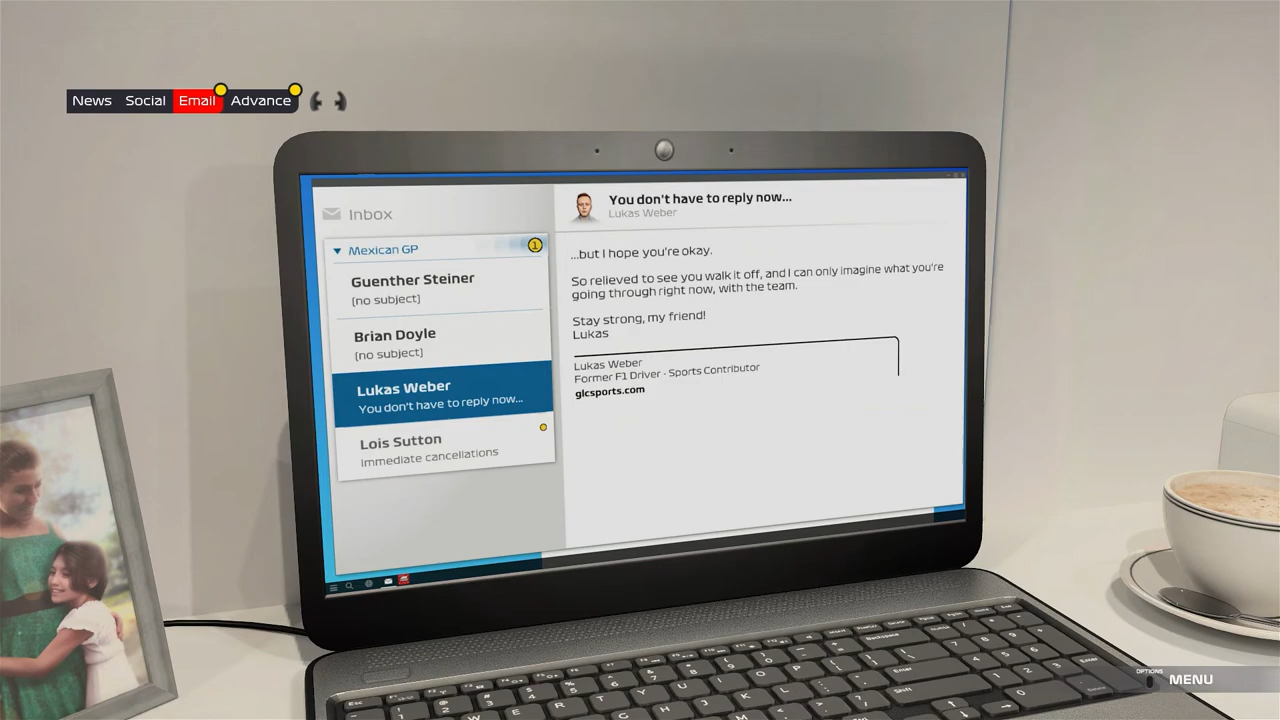 News Social Email Advance
Inbox
Mexican GP
1
Guenther Steiner
(no subject)
Brian Doyle
(no subject)
Lukas Weber
You don't have to reply now...
Lois Sutton
Immediate cancellations
You don't have to reply now...
Lukas Weber
...but I hope you're okay.
So relieved to see you walk it off, and I can only imagine what you're
going through right now, with the team.
Stay strong, my friend!
Lukas
Lukas Weber
Former F1 Driver · Sports Contributor
glcsports.com
OPTIONS
MENU